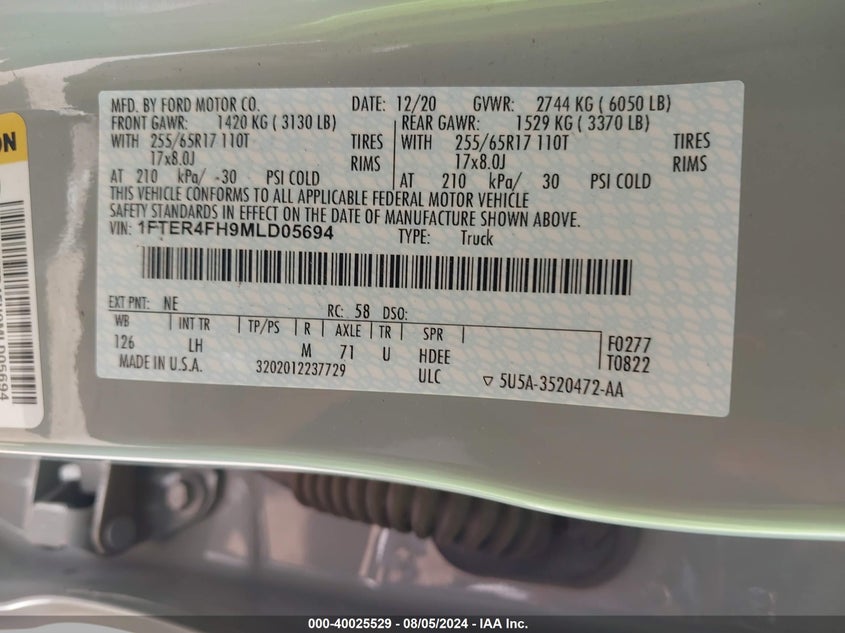 MFD. BY FORD MOTOR CO. DATE: 12/20 GVWR: 2744 KG ( 6050 LB)
FRONT GAWR: 1420 KG ( 3130 LB) REAR GAWR: 1529 KG ( 3370 LB)
WITH 255/65R17 110T TIRES WITH 255/65R17 110T TIRES
17x8.0J RIMS 17x8.0J RIMS
AT 210 kPa/ -30 PSI COLD AT 210 kPa/ 30 PSI COLD
THIS VEHICLE CONFORMS TO ALL APPLICABLE FEDERAL MOTOR VEHICLE
SAFETY STANDARDS IN EFFECT ON THE DATE OF MANUFACTURE SHOWN ABOVE.
VIN: 1FTER4FH9MLD05694 TYPE: Truck
EXT PNT: NE RC: 58 DSO:
WB INT TR TP/PS R AXLE TR SPR F0277
126 LH M 71 U HDEE T0822
MADE IN U.S.A. 3202012237729 ULC ▽ 5U5A-3520472-AA
000-40025529 - 08/05/2024 - IAA Inc.